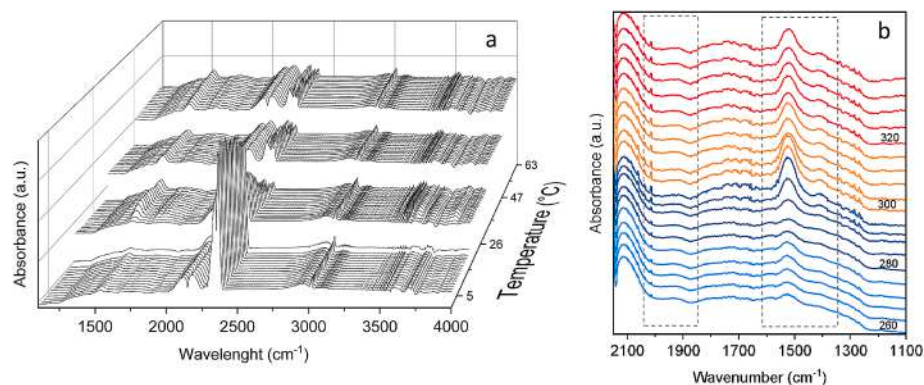 a
Absorbance (a.u.)
63
47
26
5
Temperature (°C)
1500 2000 2500 3000 3500 4000
Wavelenght (cm⁻¹)
b
Absorbance (a.u.)
320
300
280
260
2100 1900 1700 1500 1300 1100
Wavenumber (cm⁻¹)